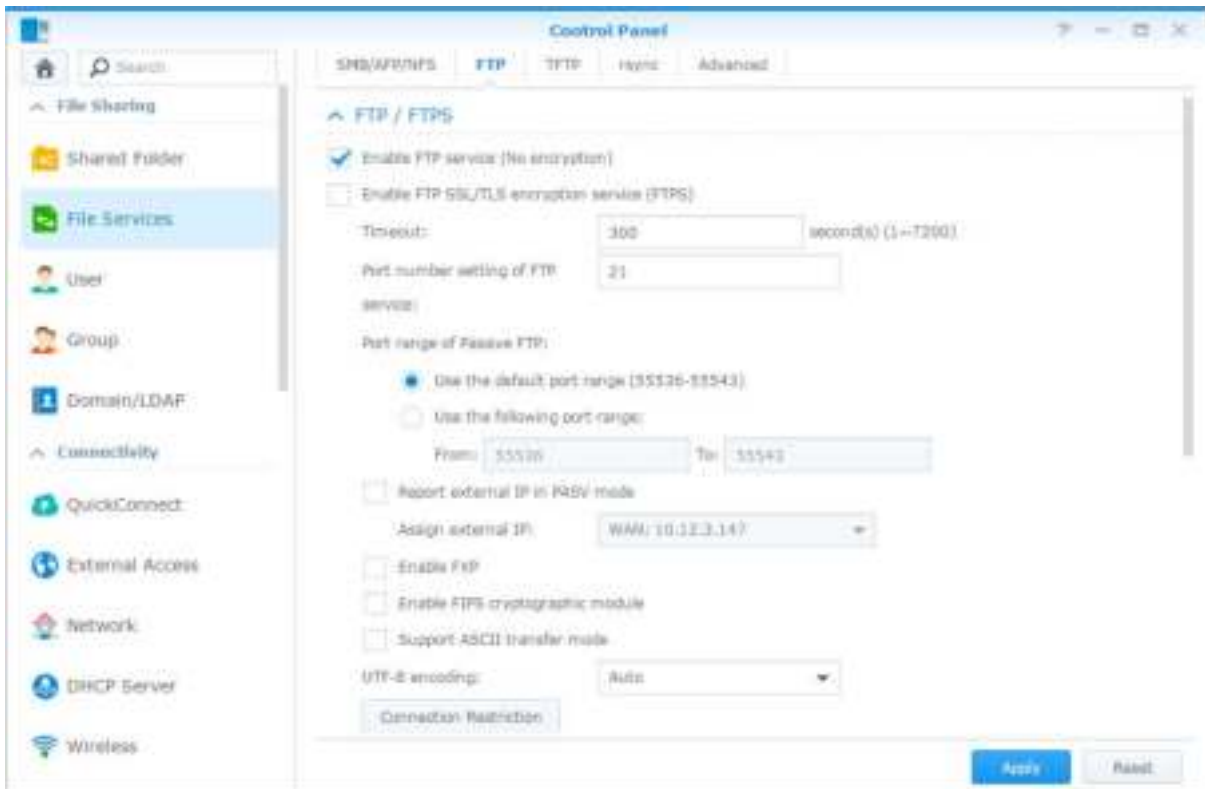 Control Panel
Search
SMB/AFP/NFS FTP TFTP rsync Advanced
File Sharing
Shared Folder
File Services
User
Group
Domain/LDAP
Connectivity
QuickConnect
External Access
Network
DHCP Server
Wireless
FTP / FTPS
Enable FTP service (No encryption)
Enable FTP SSL/TLS encryption service (FTPS)
Timeout: 300 second(s) (1~7200)
Port number setting of FTP 21
service:
Port range of Passive FTP:
Use the default port range (55536-55543)
Use the following port range:
From: 55536 To: 55543
Report external IP in PASV mode
Assign external IP: WAN: 10.12.3.147
Enable FXP
Enable FIPS cryptographic module
Support ASCII transfer mode
UTF-8 encoding: Auto
Connection Restriction
Apply Reset